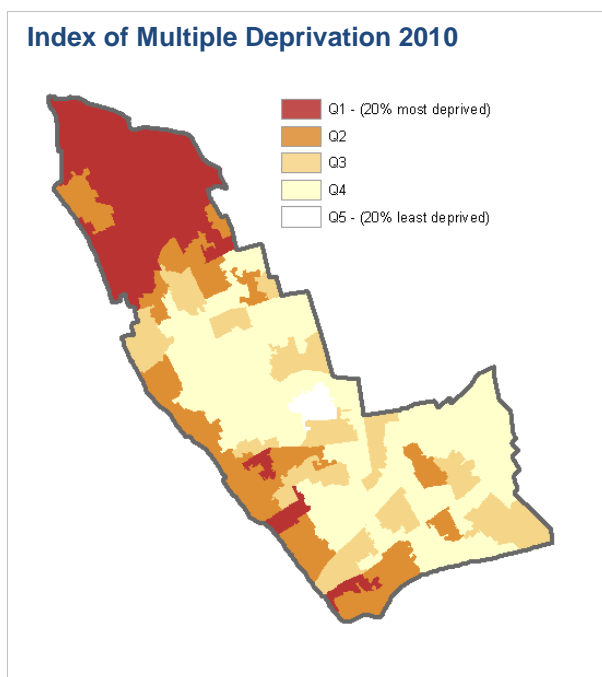 Index of Multiple Deprivation 2010
Q1 - (20% most deprived)
Q2
Q3
Q4
Q5 - (20% least deprived)